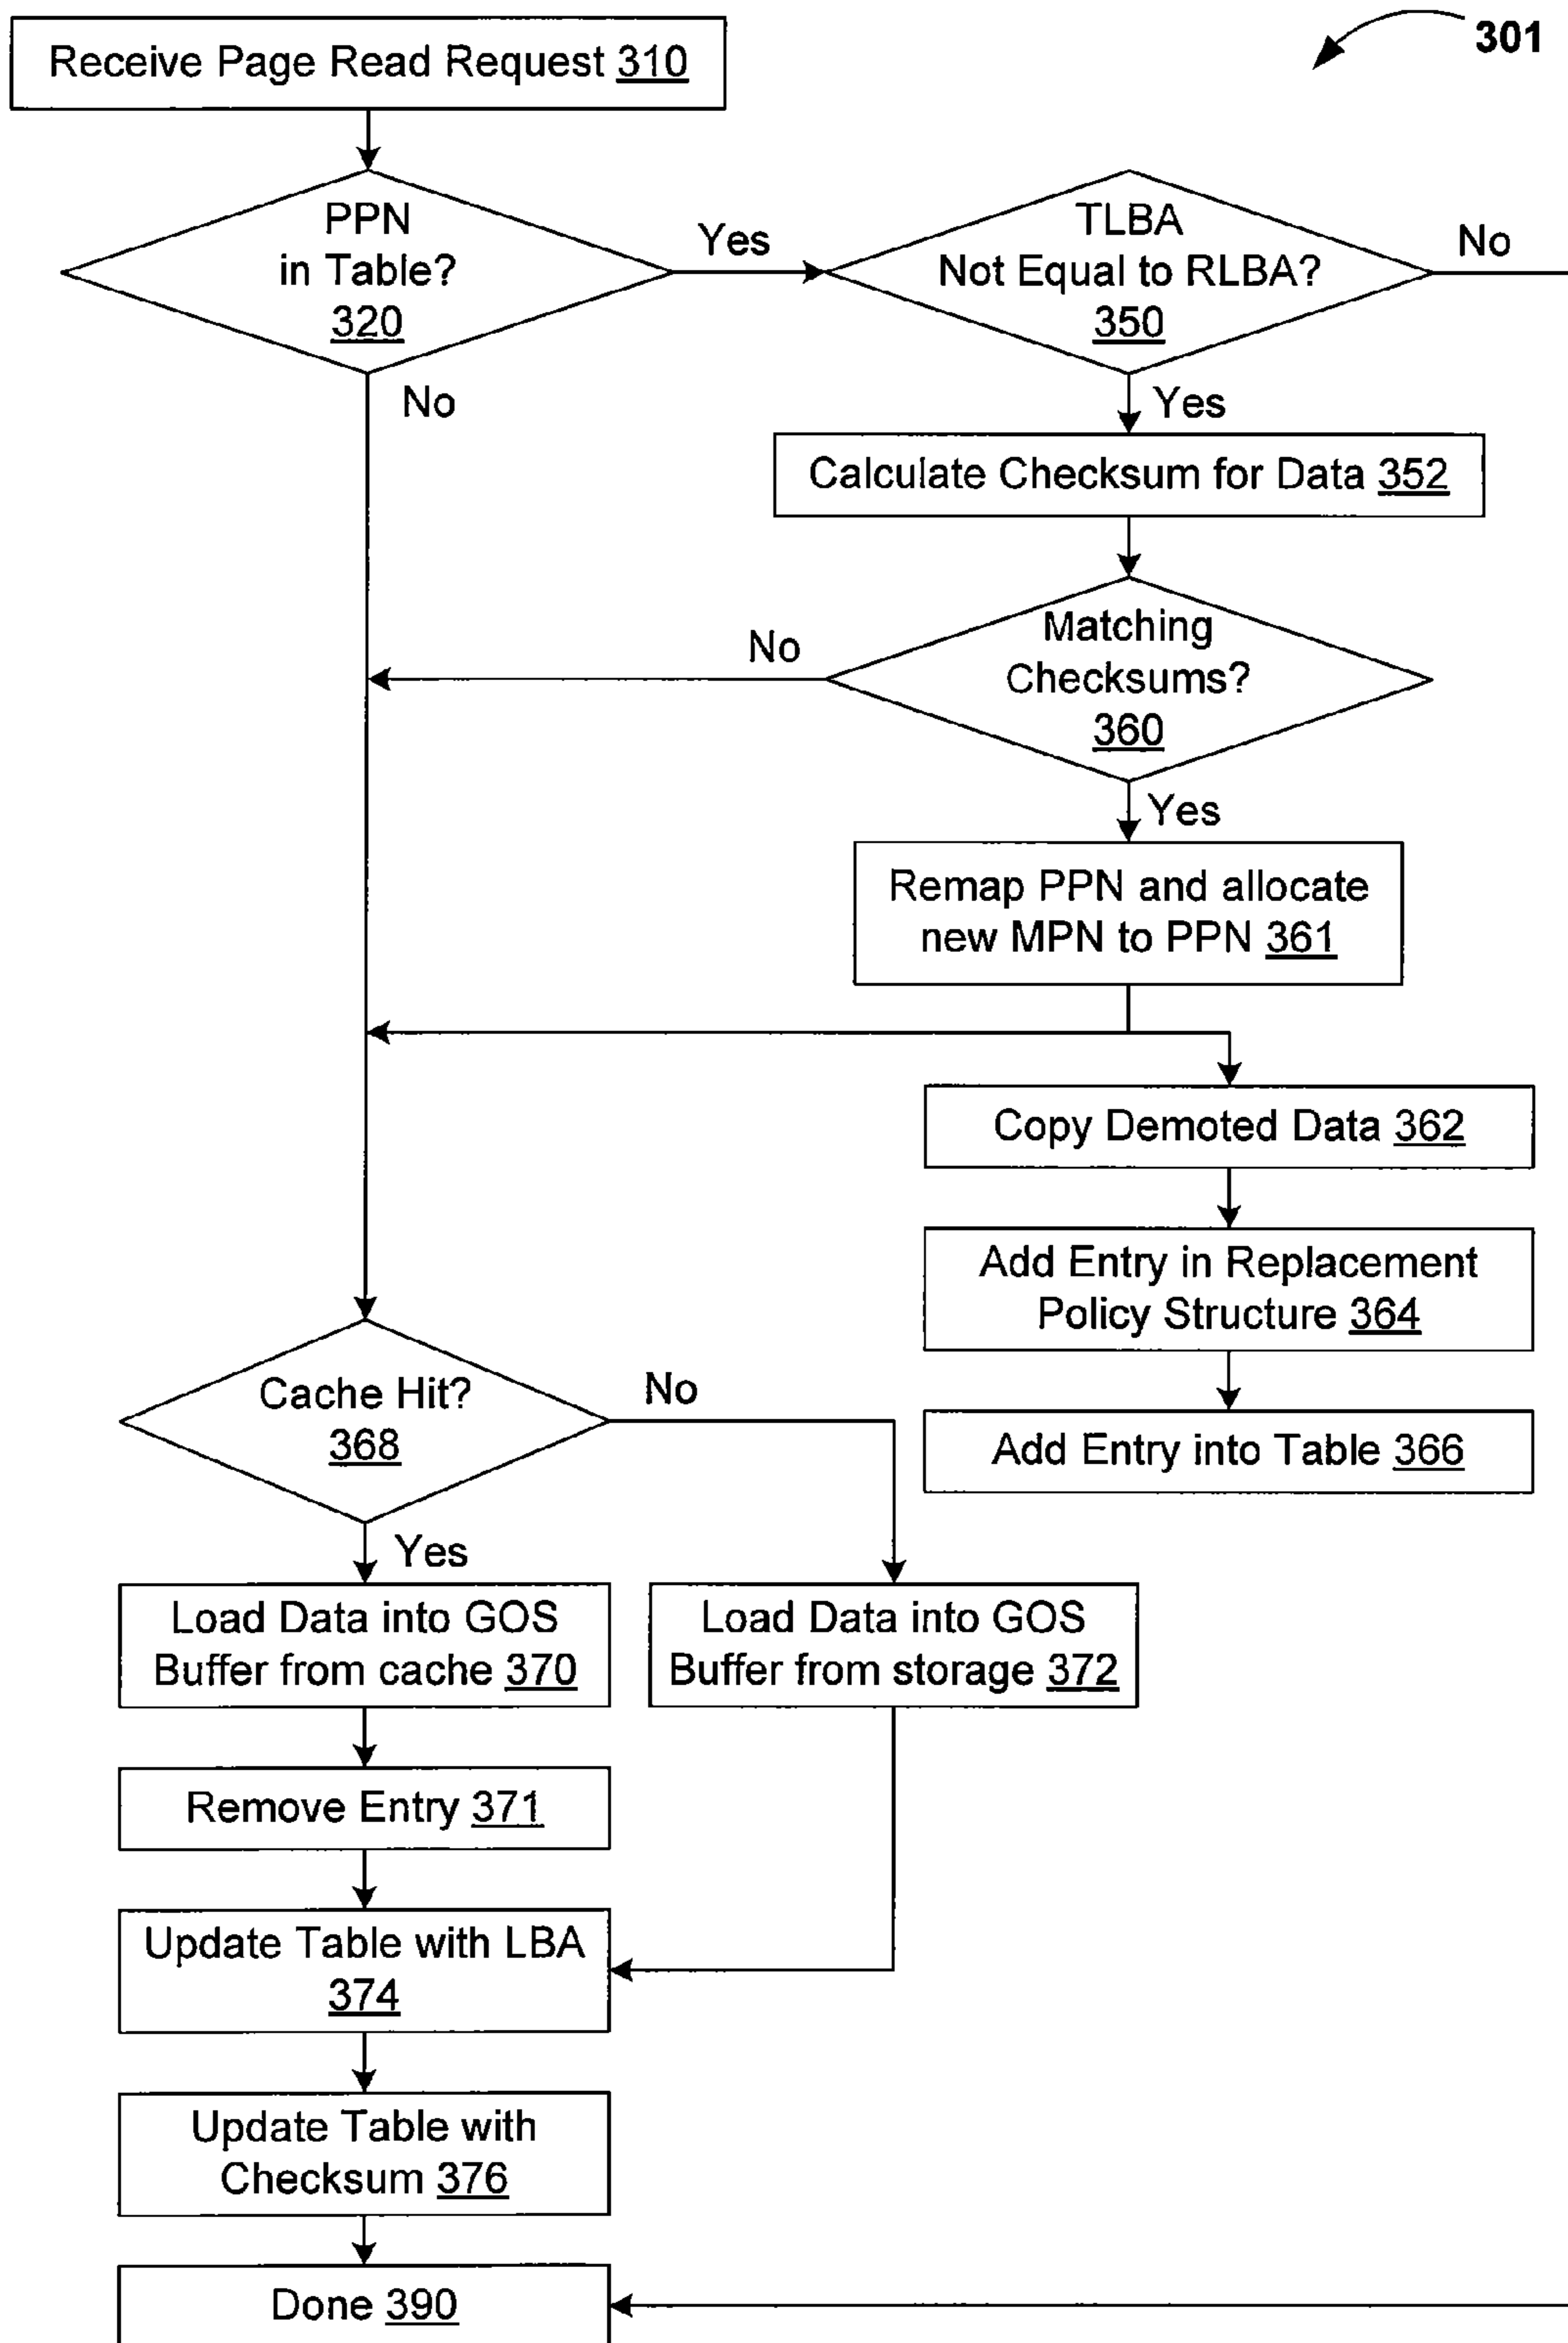 Receive Page Read Request 310
301
PPN
in Table?
320
Yes
No
TLBA
Not Equal to RLBA?
350
No
Yes
Calculate Checksum for Data 352
Matching
Checksums?
360
No
Yes
Remap PPN and allocate
new MPN to PPN 361
Copy Demoted Data 362
Add Entry in Replacement
Policy Structure 364
Add Entry into Table 366
Cache Hit?
368
No
Yes
Load Data into GOS
Buffer from cache 370
Load Data into GOS
Buffer from storage 372
Remove Entry 371
Update Table with LBA
374
Update Table with
Checksum 376
Done 390